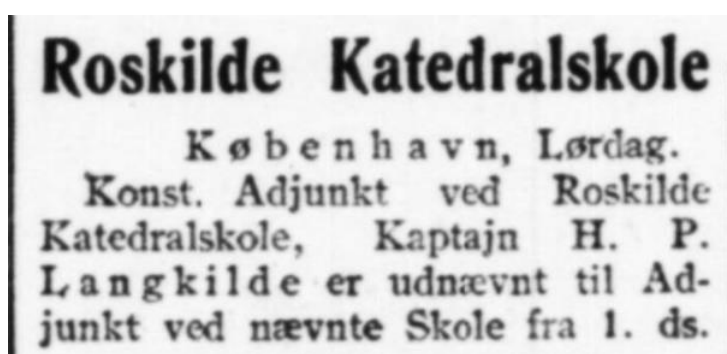 Roskilde Katedralskole
København, Lørdag.
Konst. Adjunkt ved Roskilde
Katedralskole, Kaptajn H. P.
Langkilde er udnævnt til Ad-
junkt ved nævnte Skole fra 1. ds.